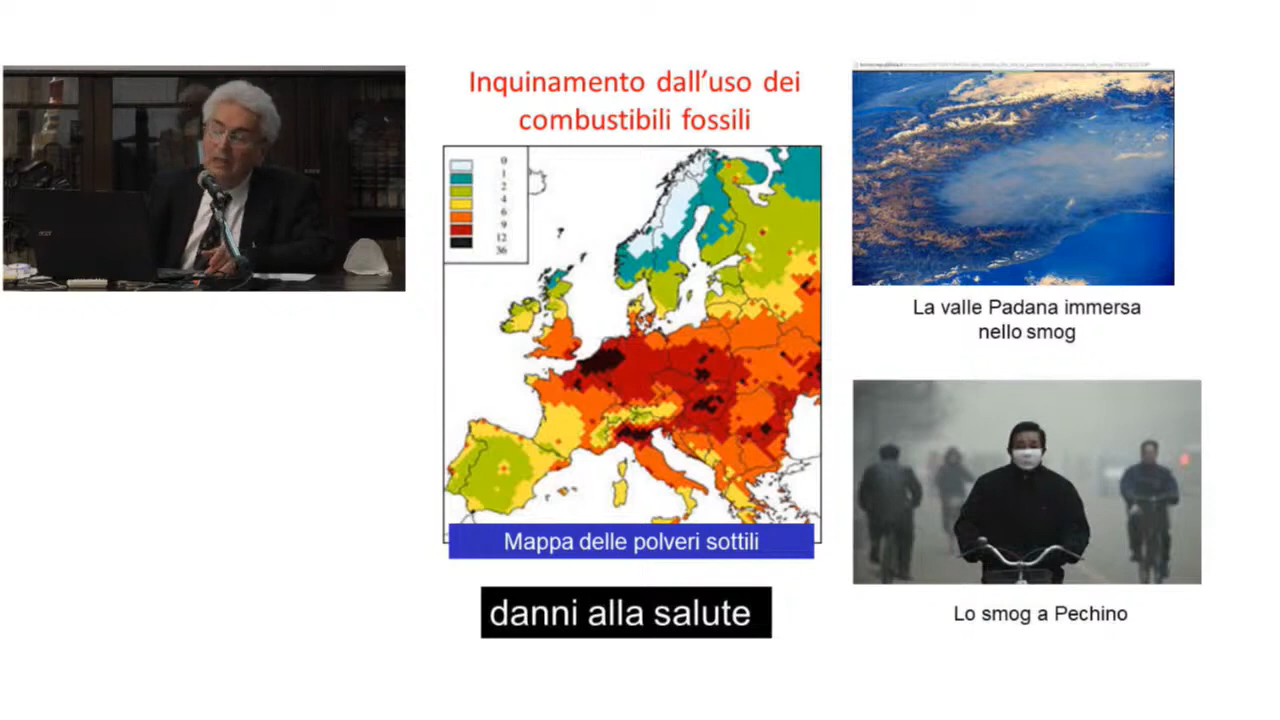 Inquinamento dall'uso dei
combustibili fossili
0
1
2
4
6
9
12
36
?
Mappa delle polveri sottili
danni alla salute
La valle Padana immersa
nello smog
Lo smog a Pechino